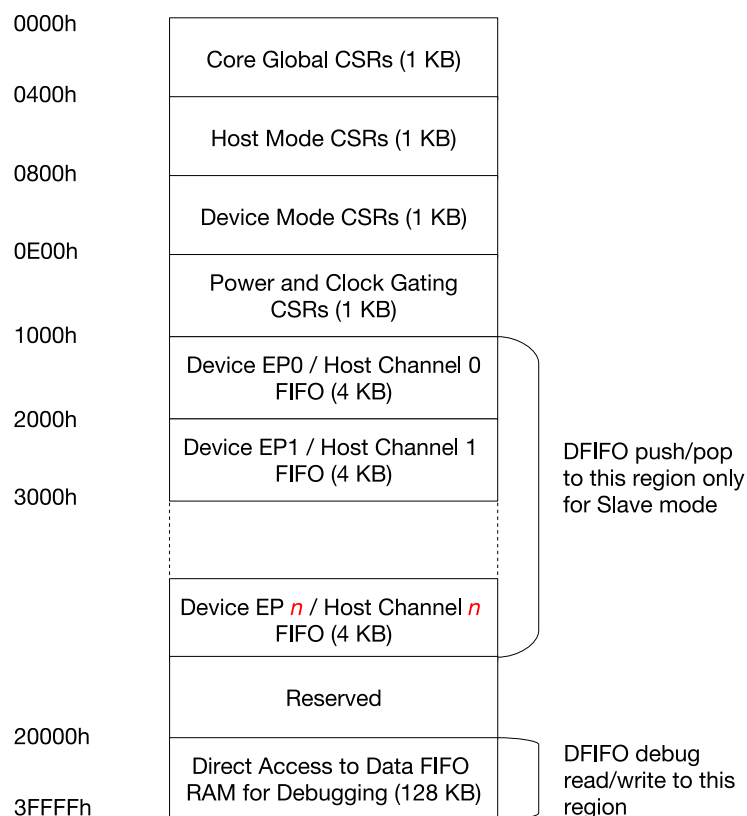 0000h
Core Global CSRs (1 KB)
0400h
Host Mode CSRs (1 KB)
0800h
Device Mode CSRs (1 KB)
0E00h
Power and Clock Gating
CSRs (1 KB)
1000h
Device EP0 / Host Channel 0
FIFO (4 KB)
2000h
Device EP1 / Host Channel 1
FIFO (4 KB)
3000h
DFIFO push/pop
to this region only
for Slave mode
Device EP n / Host Channel n
FIFO (4 KB)
Reserved
20000h
Direct Access to Data FIFO
RAM for Debugging (128 KB)
3FFFFh
DFIFO debug
read/write to this
region